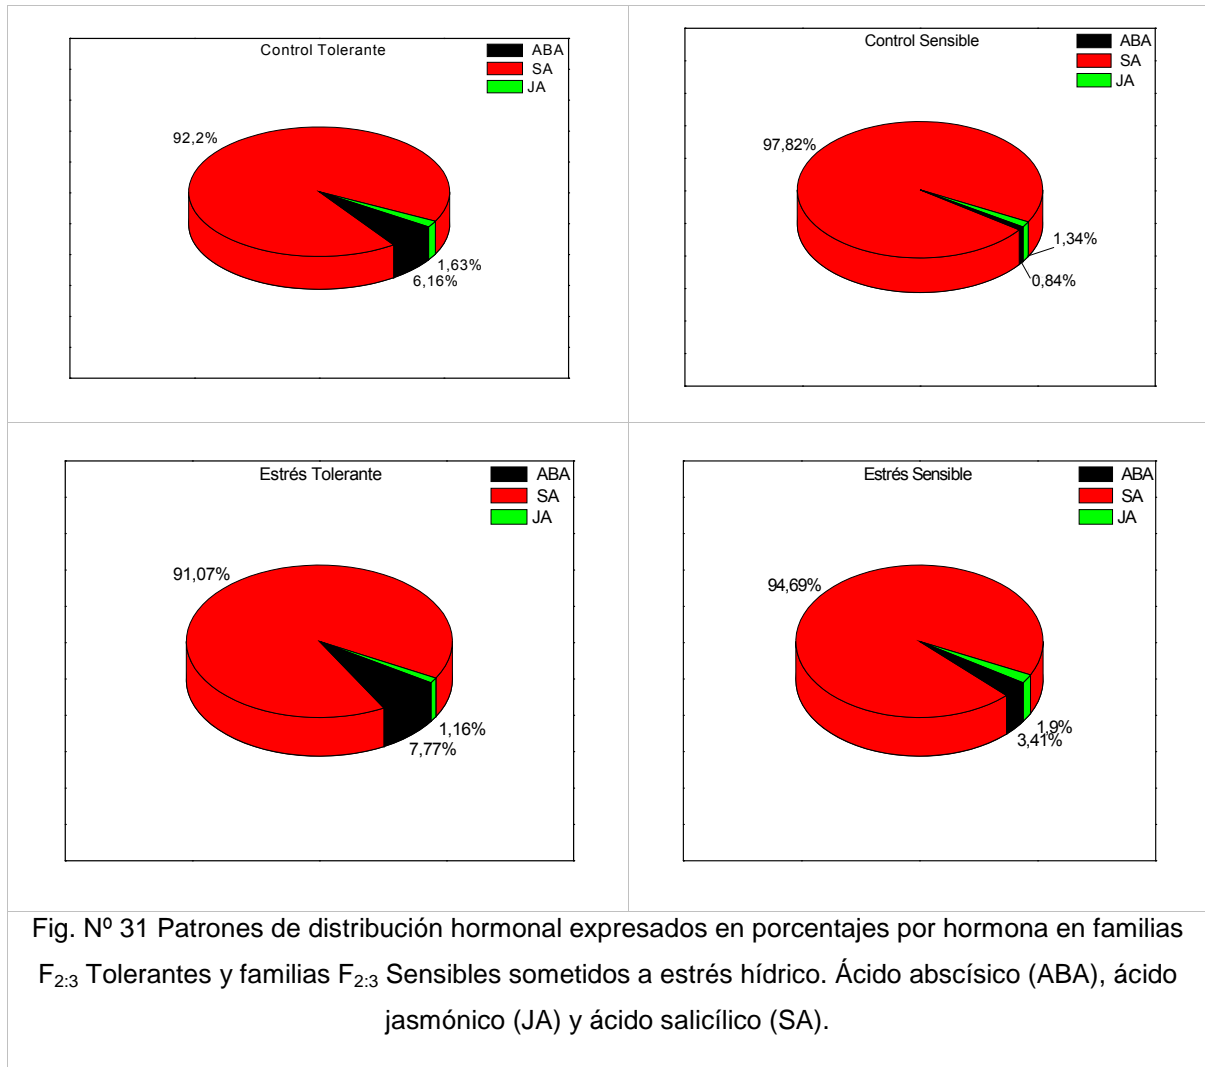 Control Tolerante
ABA
SA
JA
92,2%
1,63%
6,16%
Control Sensible
ABA
SA
JA
97,82%
1,34%
0,84%
Estrés Tolerante
ABA
SA
JA
91,07%
1,16%
7,77%
Estrés Sensible
ABA
SA
JA
94,69%
1,9%
3,41%
Fig. Nº 31 Patrones de distribución hormonal expresados en porcentajes por hormona en familias
F2:3 Tolerantes y familias F2:3 Sensibles sometidos a estrés hídrico. Ácido abscísico (ABA), ácido
jasmónico (JA) y ácido salicílico (SA).